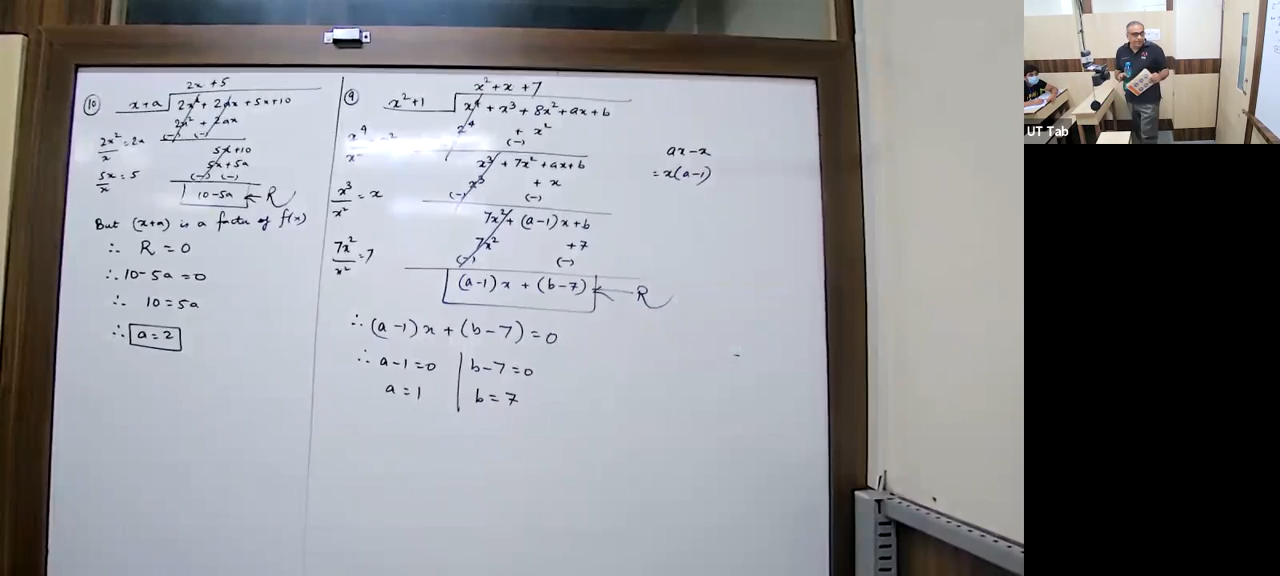 ⑩
2x + 5
x + a
2x² + 2ax + 5x + 10
2x² + 2ax
(-) (-)
2x²/x = 2x
5x + 10
5x + 5a
(-) (-)
5x/x = 5
10 - 5a ← R
But (x+a) is a factor of f(x)
∴ R = 0
∴ 10 - 5a = 0
∴ 10 = 5a
∴ a = 2
⑨
x² + x + 7
x² + 1
x⁴ + x³ + 8x² + ax + b
+ x²
(-)
x³ + 7x² + ax + b
x³ + x
(-) (-)
x³/x² = x
7x² + (a-1)x + b
7x² + 7
(-) (-)
7x²/x² = 7
(a-1)x + (b-7) ← R
∴ (a-1)x + (b-7) = 0
∴ a - 1 = 0 | b - 7 = 0
a = 1 | b = 7
ax - x
= x(a-1)
UT Tab